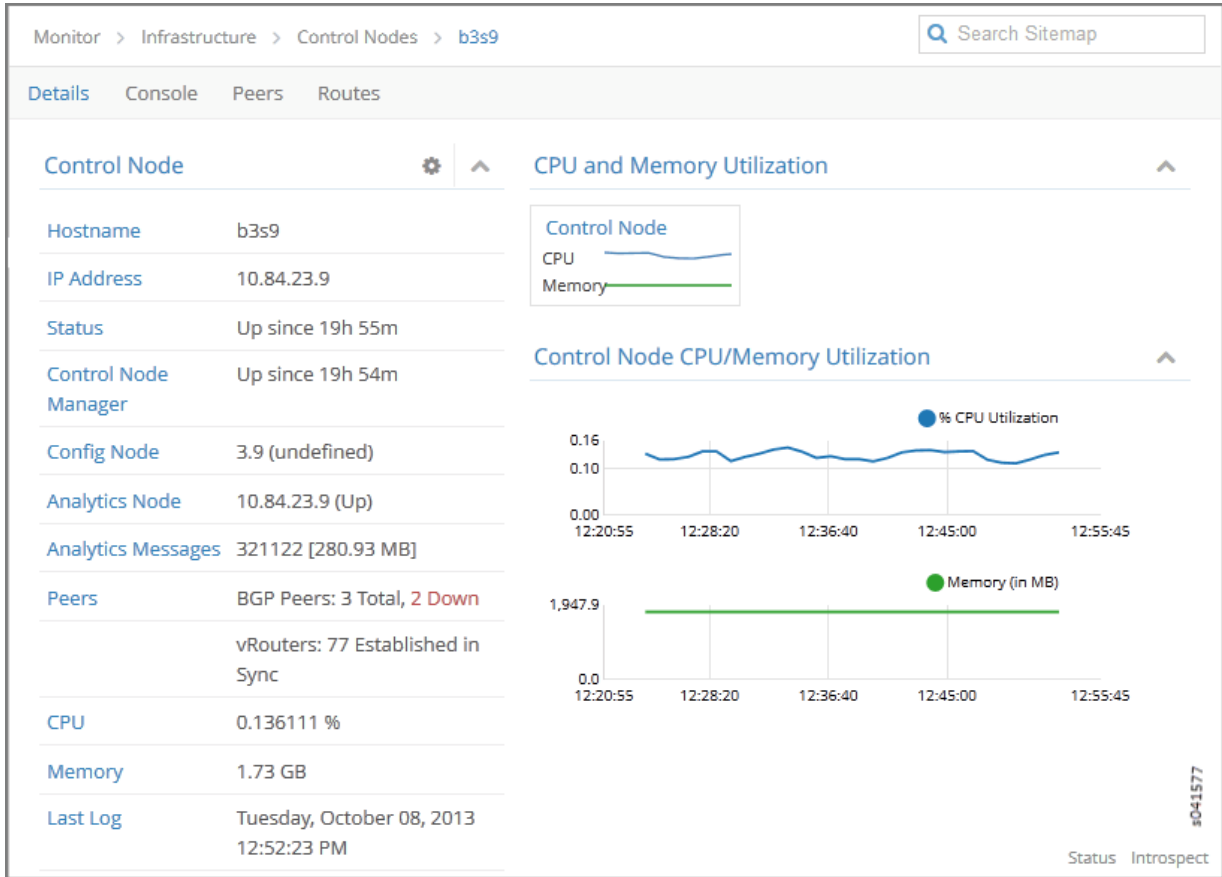 Monitor > Infrastructure > Control Nodes > b3s9
Search Sitemap
Details Console Peers Routes
Control Node
Hostname b3s9
IP Address 10.84.23.9
Status Up since 19h 55m
Control Node Manager Up since 19h 54m
Config Node 3.9 (undefined)
Analytics Node 10.84.23.9 (Up)
Analytics Messages 321122 [280.93 MB]
Peers BGP Peers: 3 Total, 2 Down
vRouters: 77 Established in
Sync
CPU 0.136111 %
Memory 1.73 GB
Last Log Tuesday, October 08, 2013
12:52:23 PM
CPU and Memory Utilization
Control Node
CPU
Memory
Control Node CPU/Memory Utilization
% CPU Utilization
0.16
0.10
0.00
12:20:55 12:28:20 12:36:40 12:45:00 12:55:45
Memory (in MB)
1,947.9
0.0
12:20:55 12:28:20 12:36:40 12:45:00 12:55:45
s041577
Status Introspect